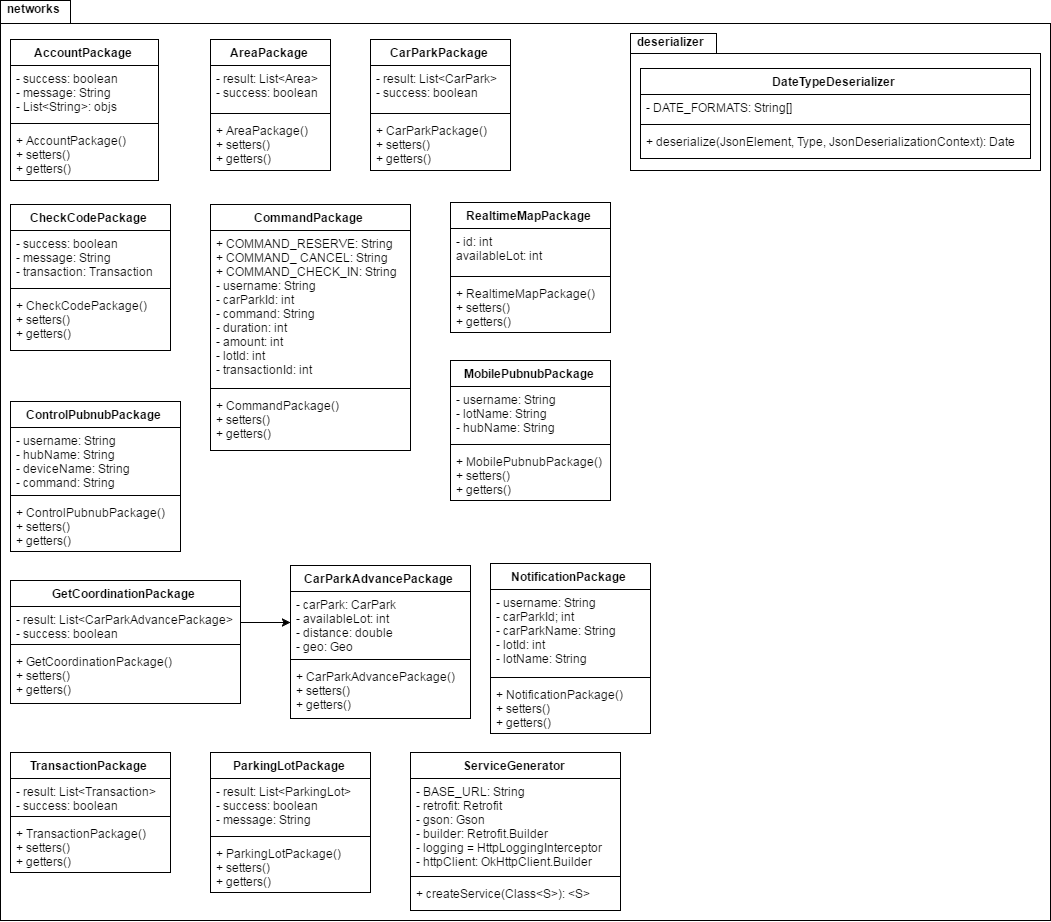 networks
AccountPackage
- success: boolean
- message: String
- List<String>: objs
+ AccountPackage()
+ setters()
+ getters()
AreaPackage
- result: List<Area>
- success: boolean
+ AreaPackage()
+ setters()
+ getters()
CarParkPackage
- result: List<CarPark>
- success: boolean
+ CarParkPackage()
+ setters()
+ getters()
deserializer
DateTypeDeserializer
- DATE_FORMATS: String[]
+ deserialize(JsonElement, Type, JsonDeserializationContext): Date
CheckCodePackage
- success: boolean
- message: String
- transaction: Transaction
+ CheckCodePackage()
+ setters()
+ getters()
CommandPackage
+ COMMAND_RESERVE: String
+ COMMAND_ CANCEL: String
+ COMMAND_CHECK_IN: String
- username: String
- carParkId: int
- command: String
- duration: int
- amount: int
- lotId: int
- transactionId: int
+ CommandPackage()
+ setters()
+ getters()
RealtimeMapPackage
- id: int
availableLot: int
+ RealtimeMapPackage()
+ setters()
+ getters()
MobilePubnubPackage
- username: String
- lotName: String
- hubName: String
+ MobilePubnubPackage()
+ setters()
+ getters()
ControlPubnubPackage
- username: String
- hubName: String
- deviceName: String
- command: String
+ ControlPubnubPackage()
+ setters()
+ getters()
GetCoordinationPackage
- result: List<CarParkAdvancePackage>
- success: boolean
+ GetCoordinationPackage()
+ setters()
+ getters()
CarParkAdvancePackage
- carPark: CarPark
- availableLot: int
- distance: double
- geo: Geo
+ CarParkAdvancePackage()
+ setters()
+ getters()
NotificationPackage
- username: String
- carParkId; int
- carParkName: String
- lotId: int
- lotName: String
+ NotificationPackage()
+ setters()
+ getters()
TransactionPackage
- result: List<Transaction>
- success: boolean
+ TransactionPackage()
+ setters()
+ getters()
ParkingLotPackage
- result: List<ParkingLot>
- success: boolean
- message: String
+ ParkingLotPackage()
+ setters()
+ getters()
ServiceGenerator
- BASE_URL: String
- retrofit: Retrofit
- gson: Gson
- builder: Retrofit.Builder
- logging = HttpLoggingInterceptor
- httpClient: OkHttpClient.Builder
+ createService(Class<S>): <S>